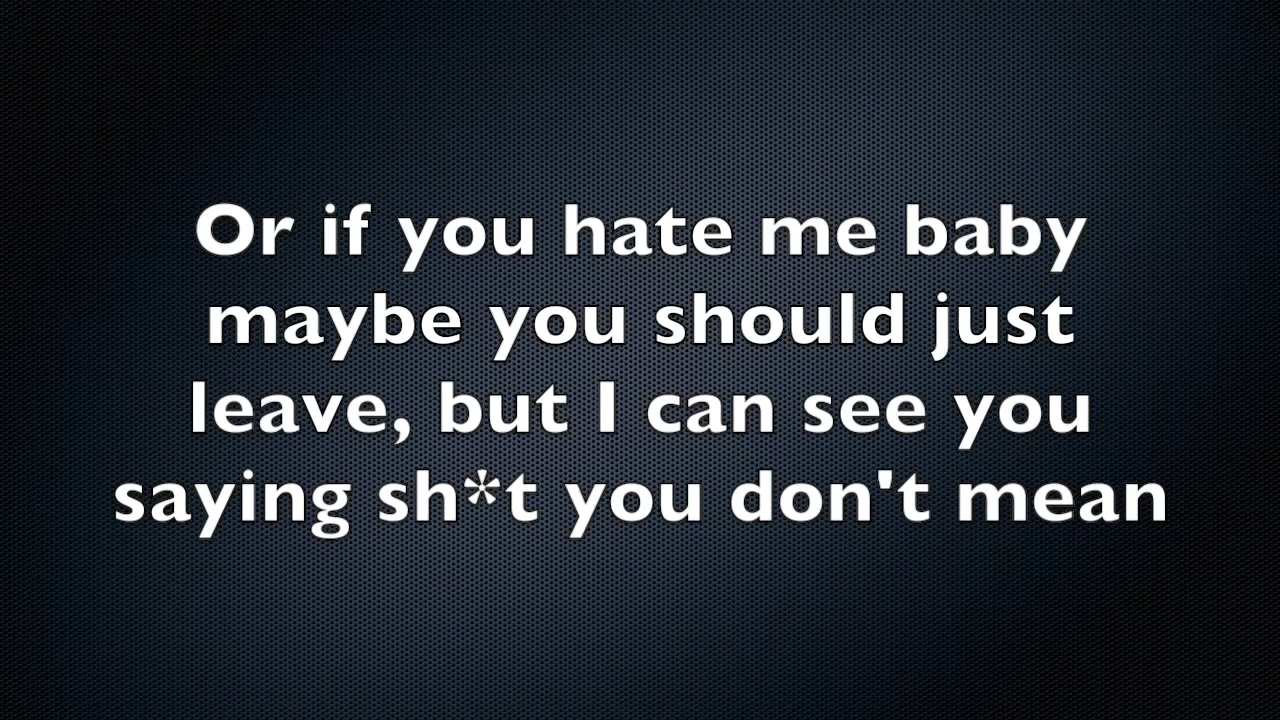 Or if you hate me baby
maybe you should just
leave, but I can see you
saying sh*t you don't mean